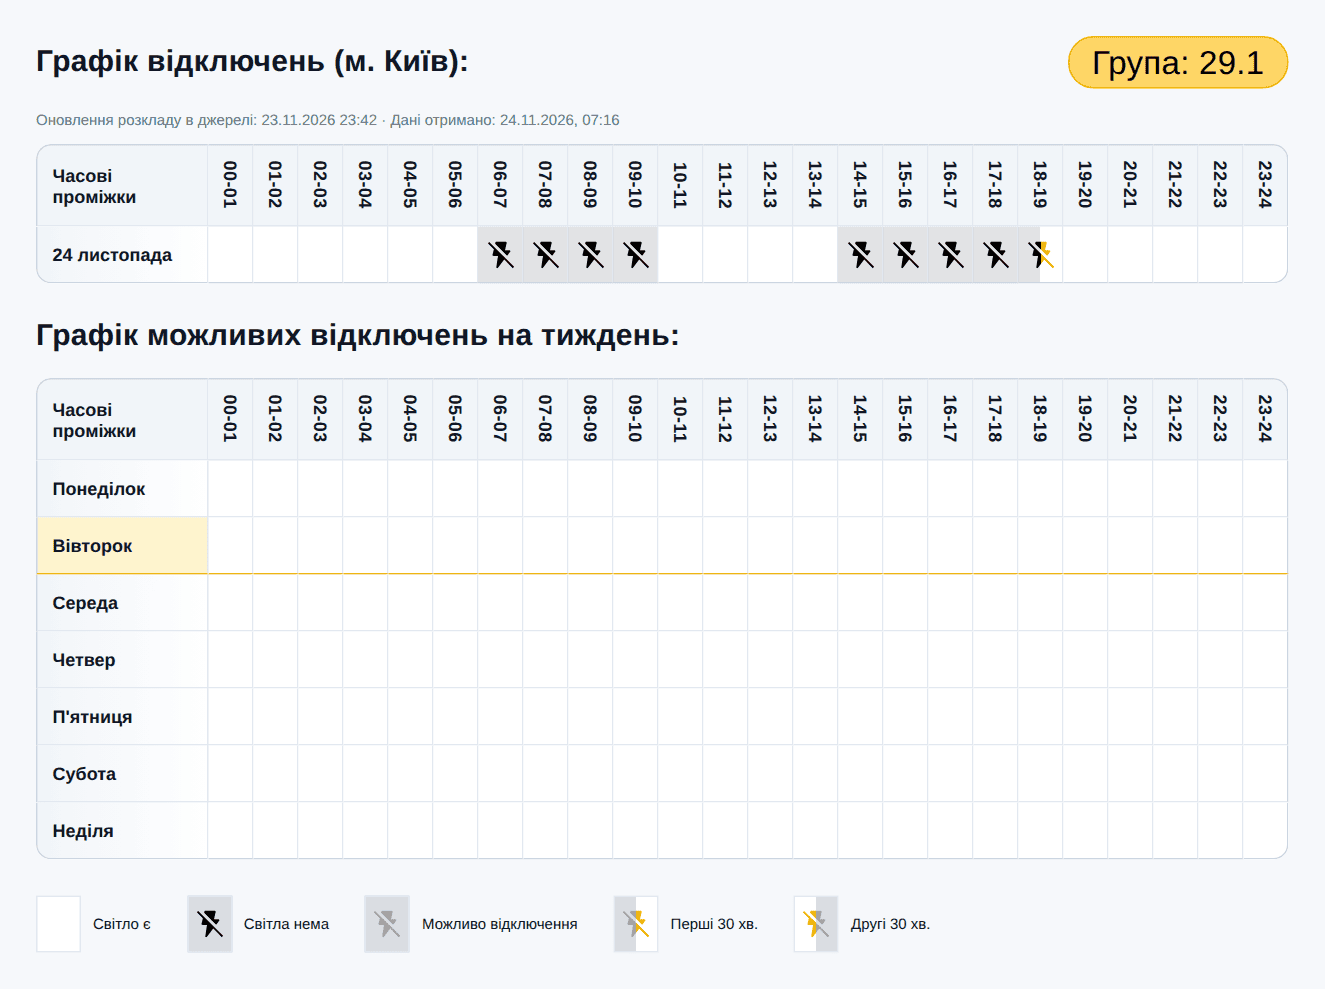 Графік відключень (м. Київ):
Група: 29.1
Оновлення розкладу в джерелі: 23.11.2026 23:42 · Дані отримано: 24.11.2026, 07:16
Часові проміжки 00-01 01-02 02-03 03-04 04-05 05-06 06-07 07-08 08-09 09-10 10-11 11-12 12-13 13-14 14-15 15-16 16-17 17-18 18-19 19-20 20-21 21-22 22-23 23-24
24 листопада
Графік можливих відключень на тиждень:
Часові проміжки 00-01 01-02 02-03 03-04 04-05 05-06 06-07 07-08 08-09 09-10 10-11 11-12 12-13 13-14 14-15 15-16 16-17 17-18 18-19 19-20 20-21 21-22 22-23 23-24
Понеділок
Вівторок
Середа
Четвер
П'ятниця
Субота
Неділя
Світло є Світла нема Можливо відключення Перші 30 хв. Другі 30 хв.